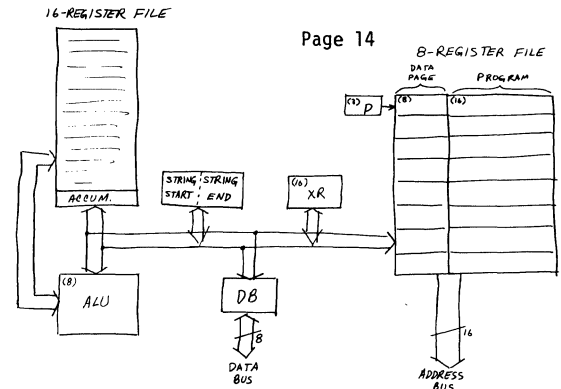 16-REGISTER FILE
Page 14
8-REGISTER FILE
DATA PAGE
PROGRAM
(3) P
(8)
(16)
STRING START
STRING END
(16) XR
ACCUM.
(8) ALU
DB
8
DATA BUS
16
ADDRESS BUS